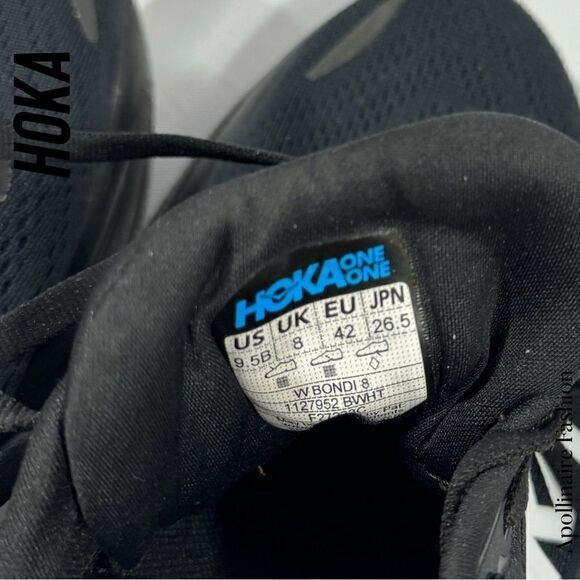 HOKA
HOKA ONE ONE
US UK EU JPN
9.5B 8 42 26.5
W BONDI 8
1127952 BWHT
Apollinaire Fashion